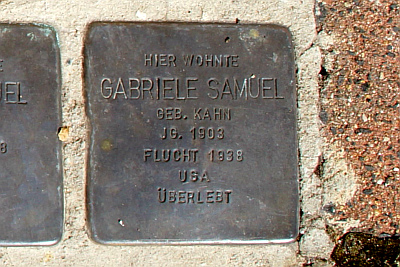 HIER WOHNTE
GABRIELE SAMUEL
GEB. KAHN
JG. 1903
FLUCHT 1938
USA
ÜBERLEBT